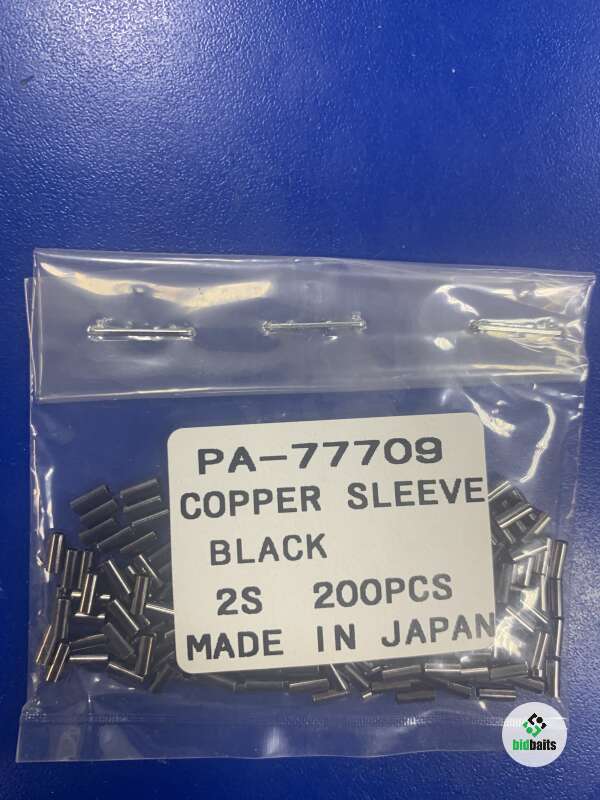 PA-77709
COPPER SLEEVE
BLACK
2S 200PCS
MADE IN JAPAN
bidbaits